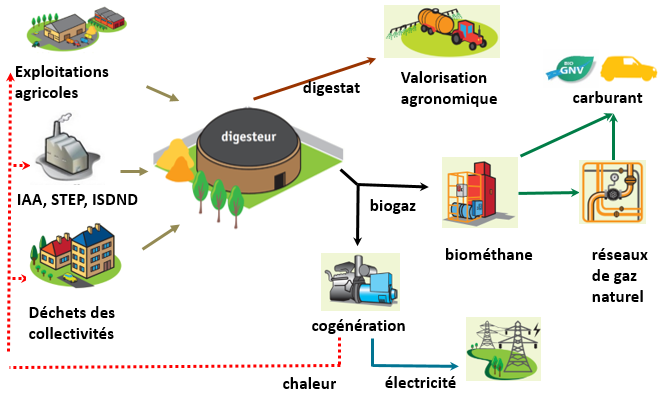 Exploitations
agricoles
IAA, STEP, ISDND
Déchets des
collectivités
digesteur
digestat
Valorisation
agronomique
BIO
GNV
carburant
biogaz
biométhane
réseaux
de gaz
naturel
cogénération
chaleur
électricité